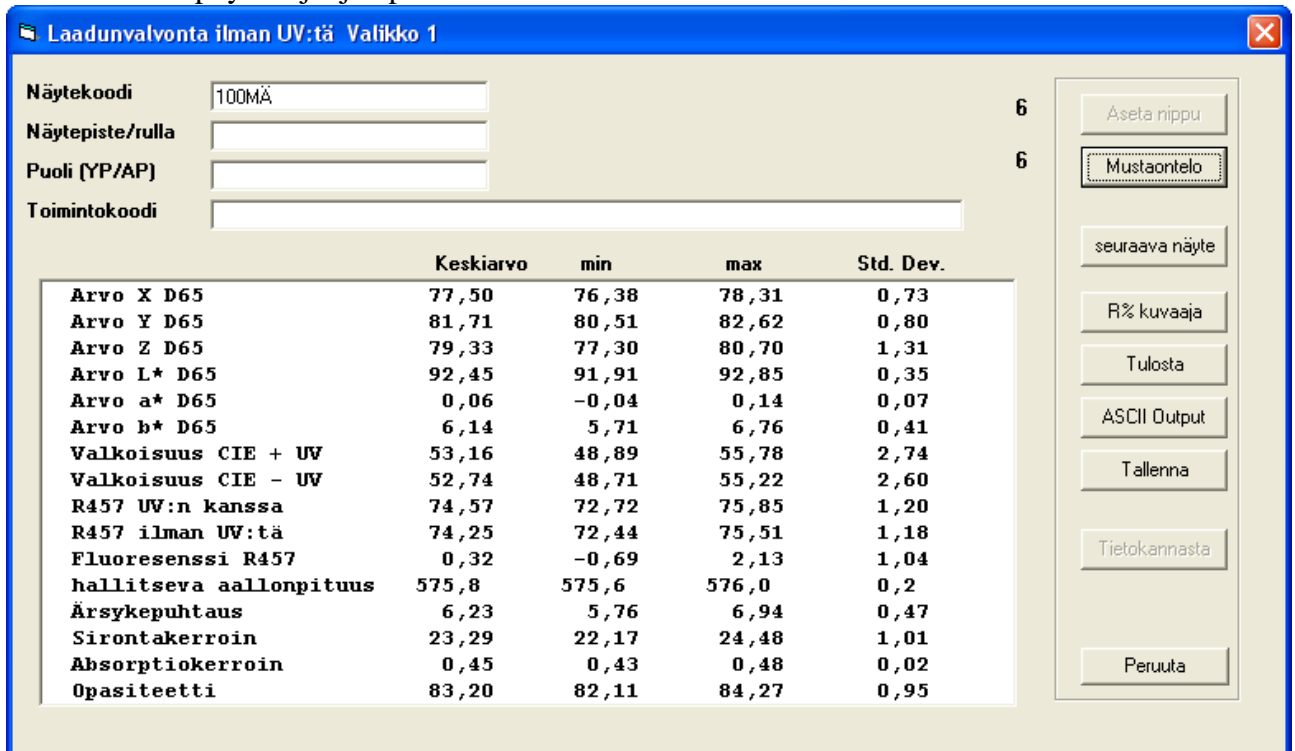 Laadunvalvonta ilman UV:tä Valikko 1
Näytekoodi 100MÄ
Näytepiste/rulla
Puoli (YP/AP)
Toimintokoodi
6
6
Aseta nippu
Mustaontelo
seuraava näyte
R% kuvaaja
Tulosta
ASCII Output
Tallenna
Tietokannasta
Peruuta
Keskiarvo min max Std. Dev.
Arvo X D65 77,50 76,38 78,31 0,73
Arvo Y D65 81,71 80,51 82,62 0,80
Arvo Z D65 79,33 77,30 80,70 1,31
Arvo L* D65 92,45 91,91 92,85 0,35
Arvo a* D65 0,06 -0,04 0,14 0,07
Arvo b* D65 6,14 5,71 6,76 0,41
Valkoisuus CIE + UV 53,16 48,89 55,78 2,74
Valkoisuus CIE - UV 52,74 48,71 55,22 2,60
R457 UV:n kanssa 74,57 72,72 75,85 1,20
R457 ilman UV:tä 74,25 72,44 75,51 1,18
Fluoresenssi R457 0,32 -0,69 2,13 1,04
hallitseva aallonpituus 575,8 575,6 576,0 0,2
Ärsykepuhtaus 6,23 5,76 6,94 0,47
Sirontakerroin 23,29 22,17 24,48 1,01
Absorptiokerroin 0,45 0,43 0,48 0,02
Opasiteetti 83,20 82,11 84,27 0,95